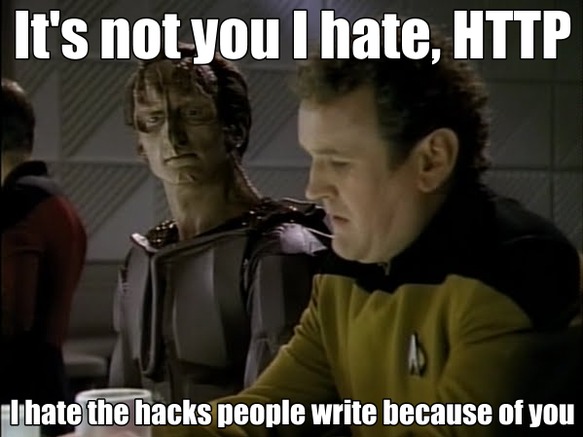 It's not you I hate, HTTP
I hate the hacks people write because of you